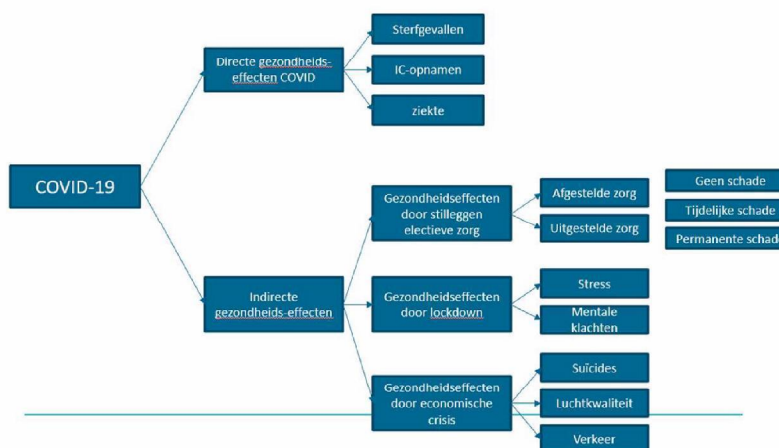 COVID-19
Directe gezondheids-
effecten COVID
Sterfgevallen
IC-opnamen
ziekte
Indirecte
gezondheids-effecten
Gezondheidseffecten
door stilleggen
electieve zorg
Afgestelde zorg
Uitgestelde zorg
Geen schade
Tijdelijke schade
Permanente schade
Gezondheidseffecten
door lockdown
Stress
Mentale
klachten
Gezondheidseffecten
door economische
crisis
Suïcides
Luchtkwaliteit
Verkeer